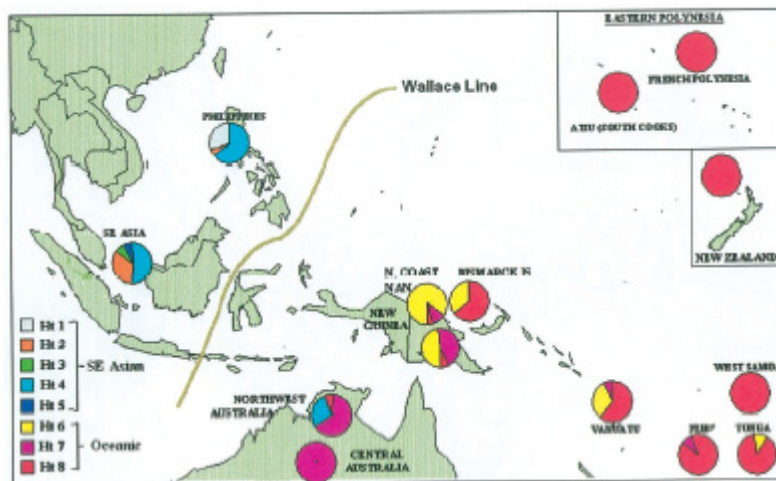 EASTERN POLYNESIA
FRENCH POLYNESIA
ATIU (SOUTH COOKS)
Wallace Line
PHILIPPINES
NEW ZEALAND
SE ASIA
N. COAST
BISMARCK IS
NEW
GUINEA
Ht 1
Ht 2
Ht 3
Ht 4
Ht 5
SE Asian
Ht 6
Ht 7
Ht 8
Oceanic
NORTHWEST
AUSTRALIA
CENTRAL
AUSTRALIA
VANUATU
WEST SAMOA
TONGA